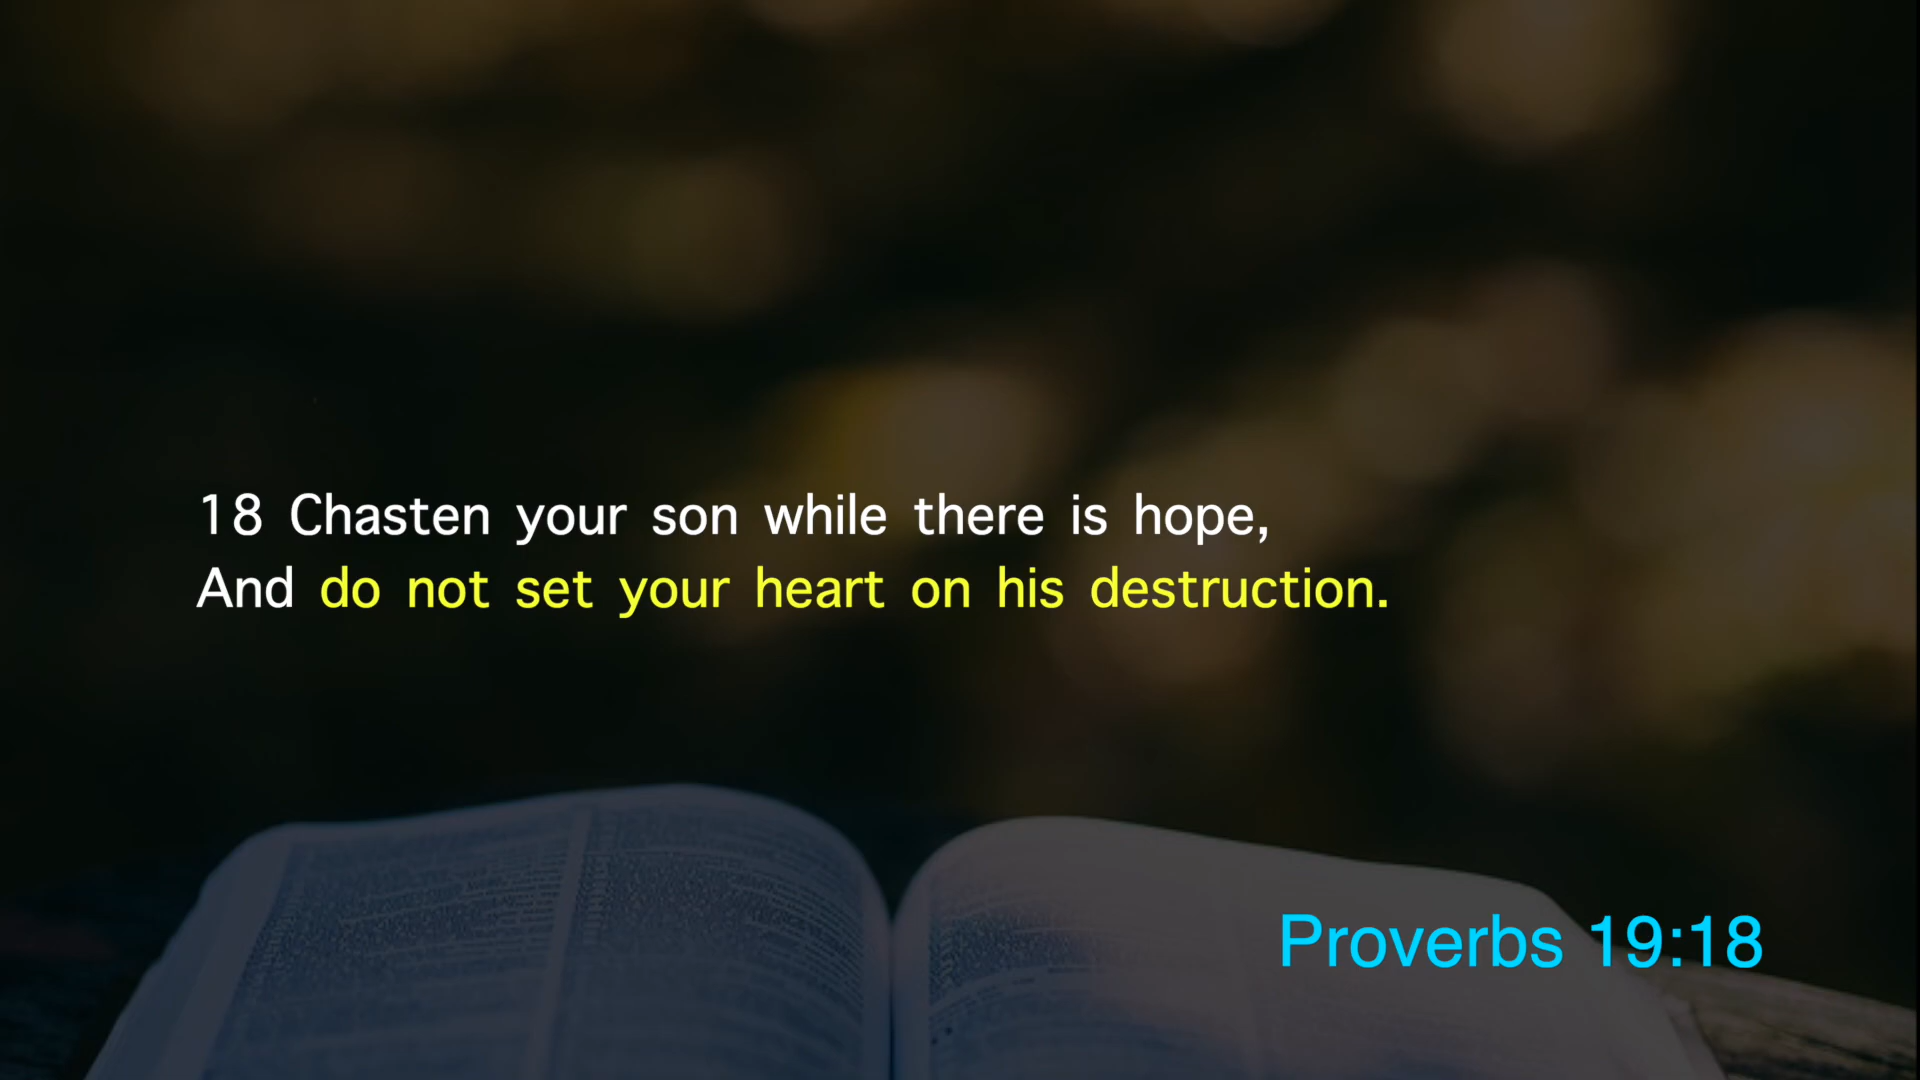 18 Chasten your son while there is hope,
And do not set your heart on his destruction.
Proverbs 19:18